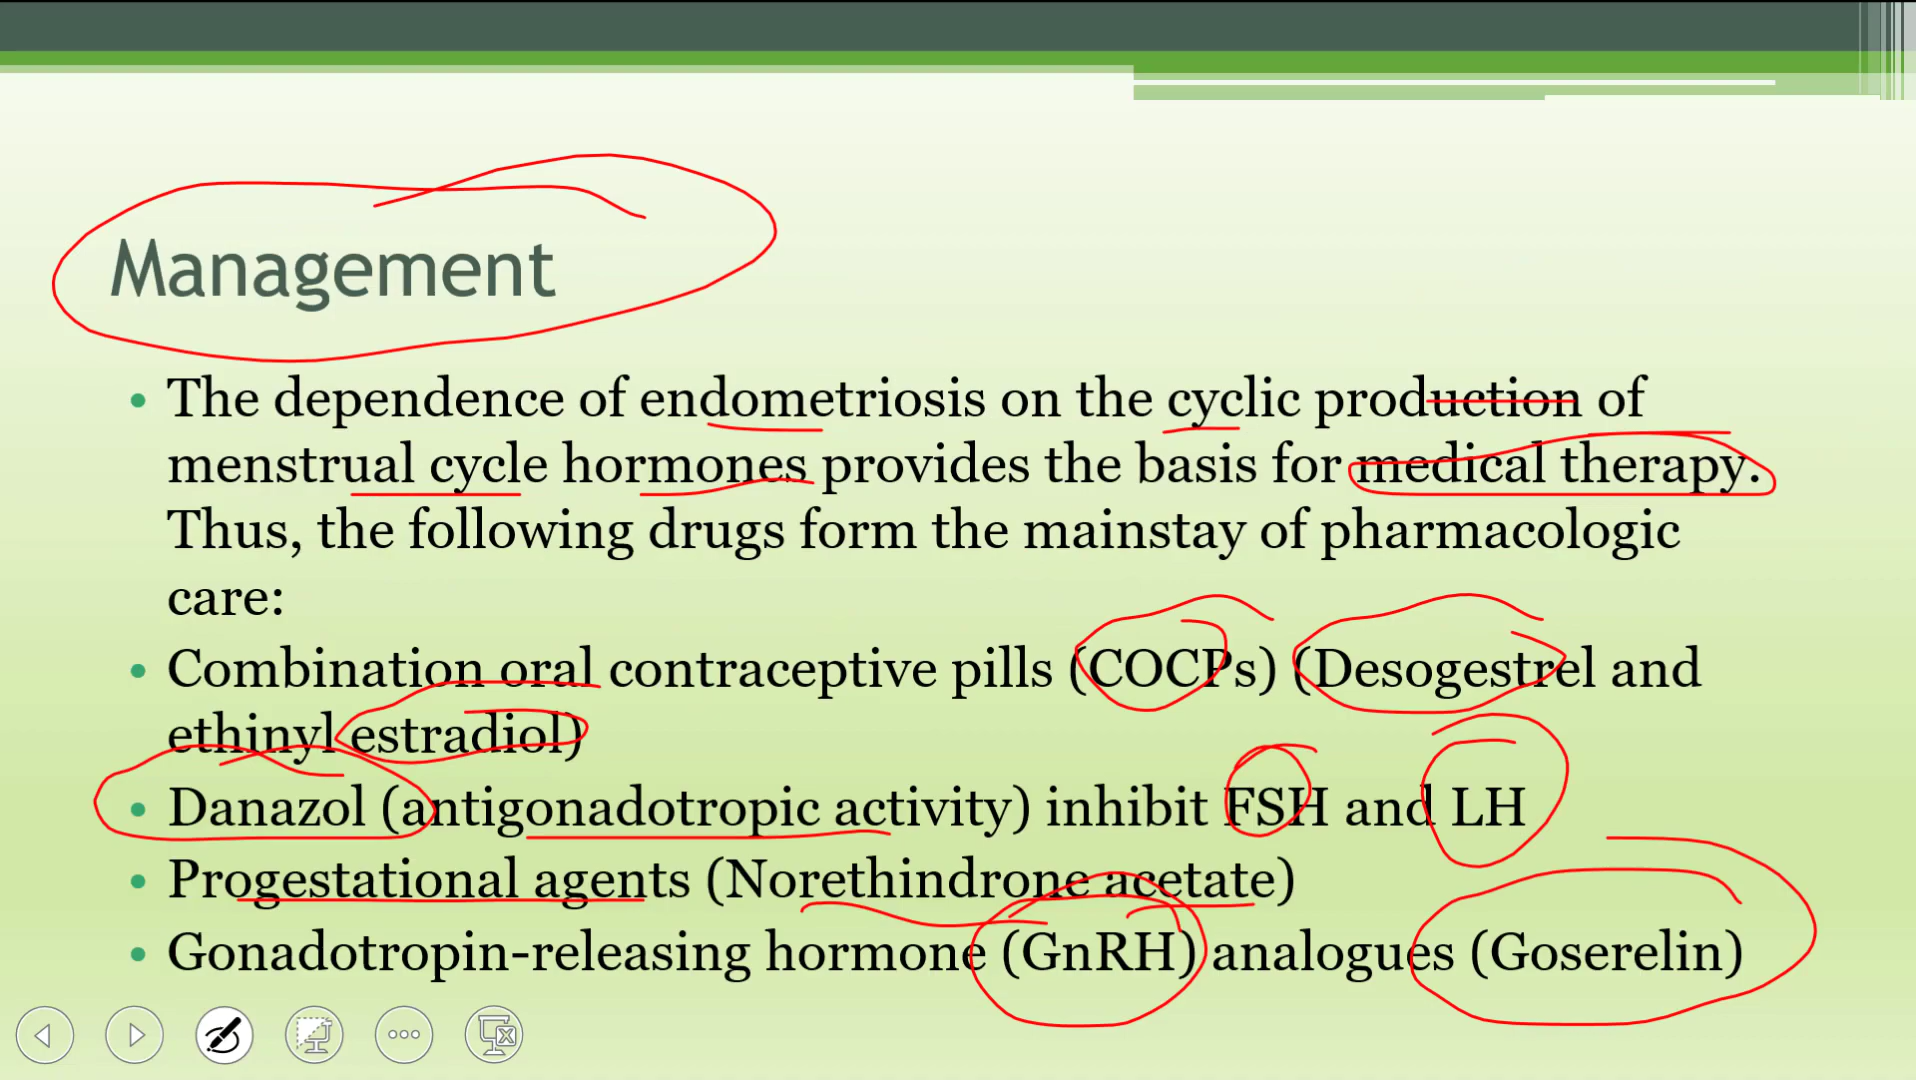 Management
• The dependence of endometriosis on the cyclic production of
menstrual cycle hormones provides the basis for medical therapy.
Thus, the following drugs form the mainstay of pharmacologic
care:
• Combination oral contraceptive pills (COCPs) (Desogestrel and
ethinyl estradiol)
• Danazol (antigonadotropic activity) inhibit FSH and LH
• Progestational agents (Norethindrone acetate)
• Gonadotropin-releasing hormone (GnRH) analogues (Goserelin)